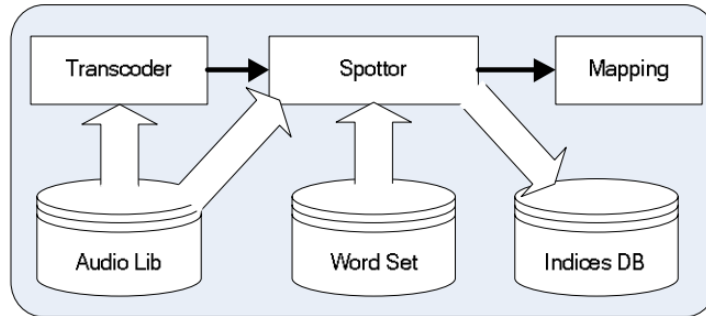 Transcoder
Spottor
Mapping
Audio Lib
Word Set
Indices DB